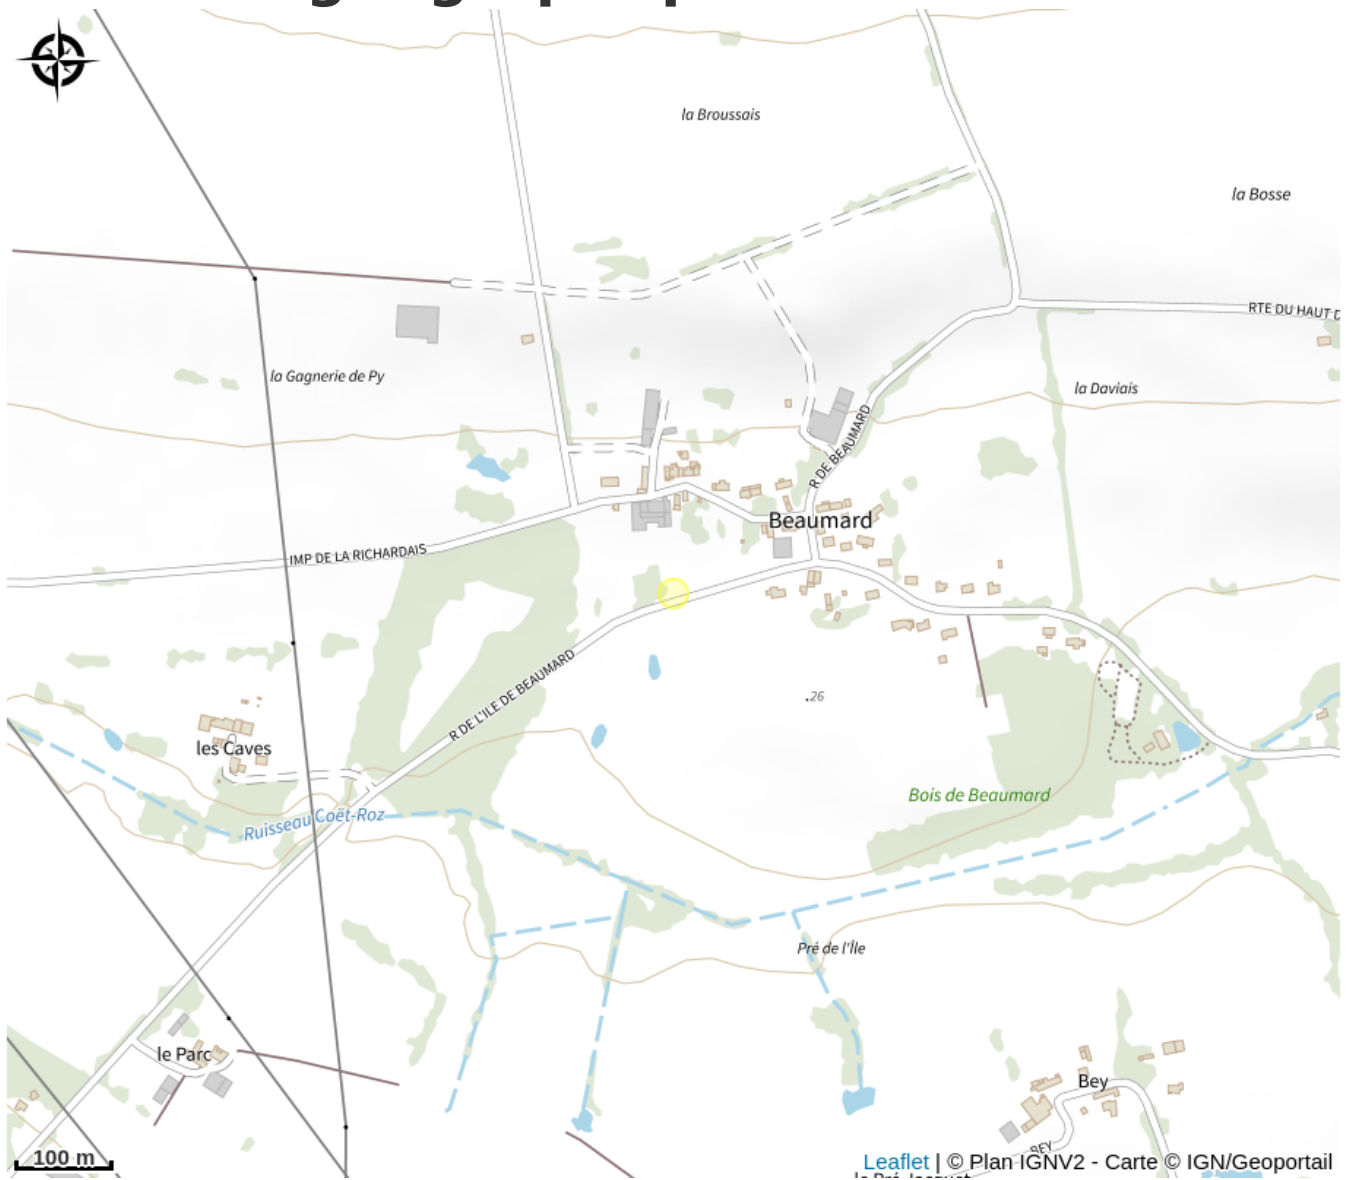 la Broussais
la Bosse
RTE DU HAUT D
la Gagnerie de Py
la Daviais
R DE BEAUMARD
Beaumard
IMP DE LA RICHARDAIS
R DE L'ILE DE BEAUMARD
.26
les Caves
Bois de Beaumard
Ruisseau Coët-Roz
Pré de l'Île
le Parc
Bey
BEY
100 m
Leaflet | © Plan IGNV2 - Carte © IGN/Geoportail